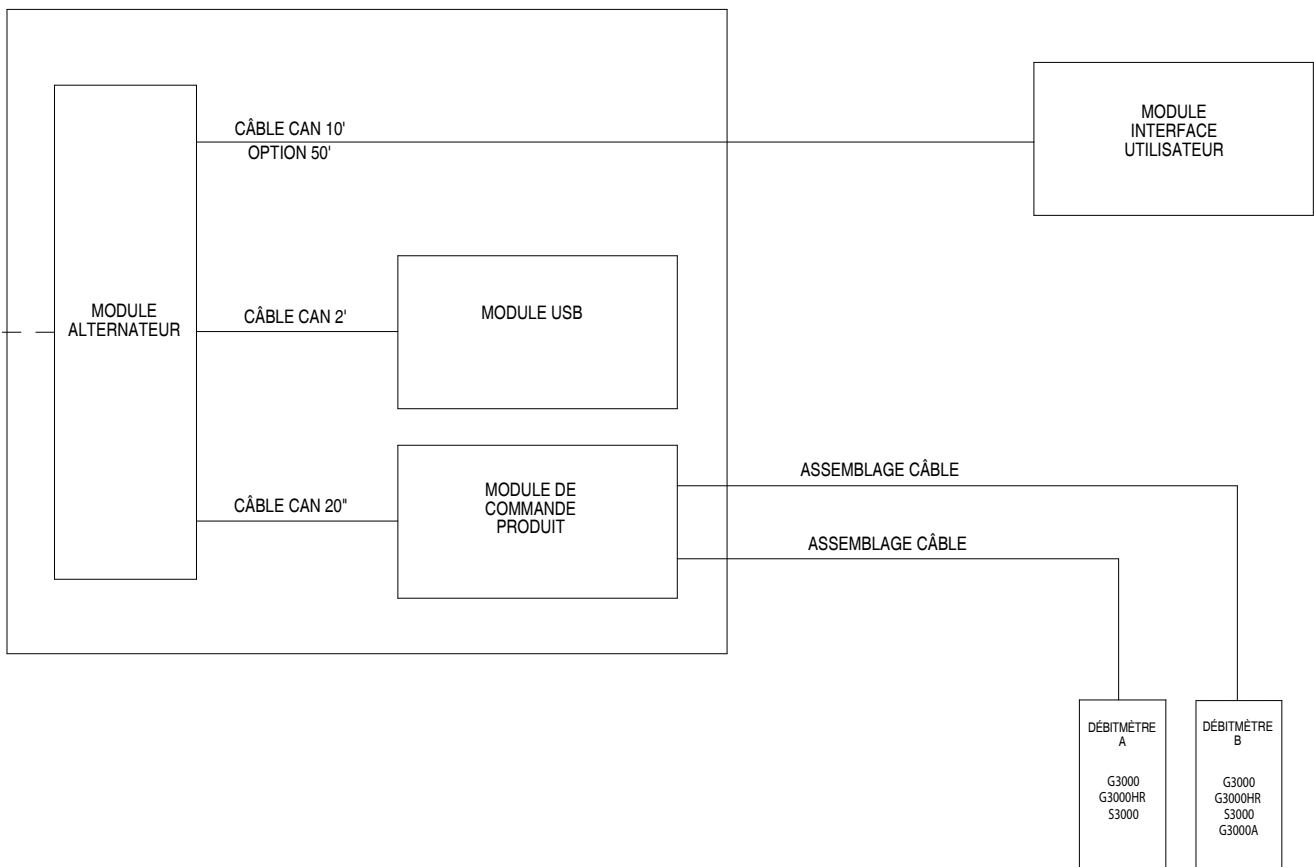 CÂBLE CAN 10'
OPTION 50'
MODULE
INTERFACE
UTILISATEUR
MODULE
ALTERNATEUR
CÂBLE CAN 2'
MODULE USB
CÂBLE CAN 20"
MODULE DE
COMMANDE
PRODUIT
ASSEMBLAGE CÂBLE
ASSEMBLAGE CÂBLE
DÉBITMÈTRE
A
G3000
G3000HR
S3000
DÉBITMÈTRE
B
G3000
G3000HR
S3000
G3000A